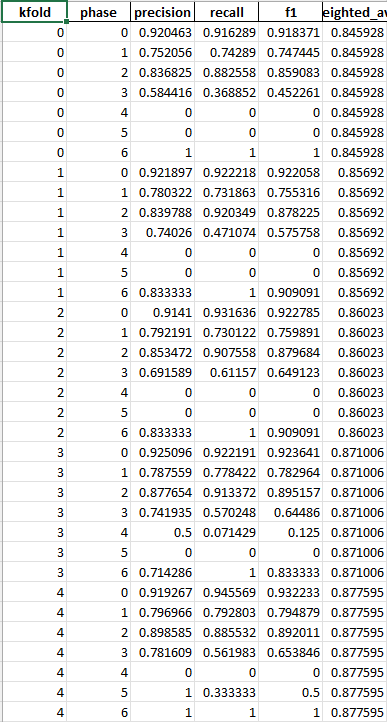 kfold phase precision recall f1 eighted_av
0 0 0.920463 0.916289 0.918371 0.845928
0 1 0.752056 0.74289 0.747445 0.845928
0 2 0.836825 0.882558 0.859083 0.845928
0 3 0.584416 0.368852 0.452261 0.845928
0 4 0 0 0 0.845928
0 5 0 0 0 0.845928
0 6 1 1 1 0.845928
1 0 0.921897 0.922218 0.922058 0.85692
1 1 0.780322 0.731863 0.755316 0.85692
1 2 0.839788 0.920349 0.878225 0.85692
1 3 0.74026 0.471074 0.575758 0.85692
1 4 0 0 0 0.85692
1 5 0 0 0 0.85692
1 6 0.833333 1 0.909091 0.85692
2 0 0.9141 0.931636 0.922785 0.86023
2 1 0.792191 0.730122 0.759891 0.86023
2 2 0.853472 0.907558 0.879684 0.86023
2 3 0.691589 0.61157 0.649123 0.86023
2 4 0 0 0 0.86023
2 5 0 0 0 0.86023
2 6 0.833333 1 0.909091 0.86023
3 0 0.925096 0.922191 0.923641 0.871006
3 1 0.787559 0.778422 0.782964 0.871006
3 2 0.877654 0.913372 0.895157 0.871006
3 3 0.741935 0.570248 0.64486 0.871006
3 4 0.5 0.071429 0.125 0.871006
3 5 0 0 0 0.871006
3 6 0.714286 1 0.833333 0.871006
4 0 0.919267 0.945569 0.932233 0.877595
4 1 0.796966 0.792803 0.794879 0.877595
4 2 0.898585 0.885532 0.892011 0.877595
4 3 0.781609 0.561983 0.653846 0.877595
4 4 0 0 0 0.877595
4 5 1 0.333333 0.5 0.877595
4 6 1 1 1 0.877595